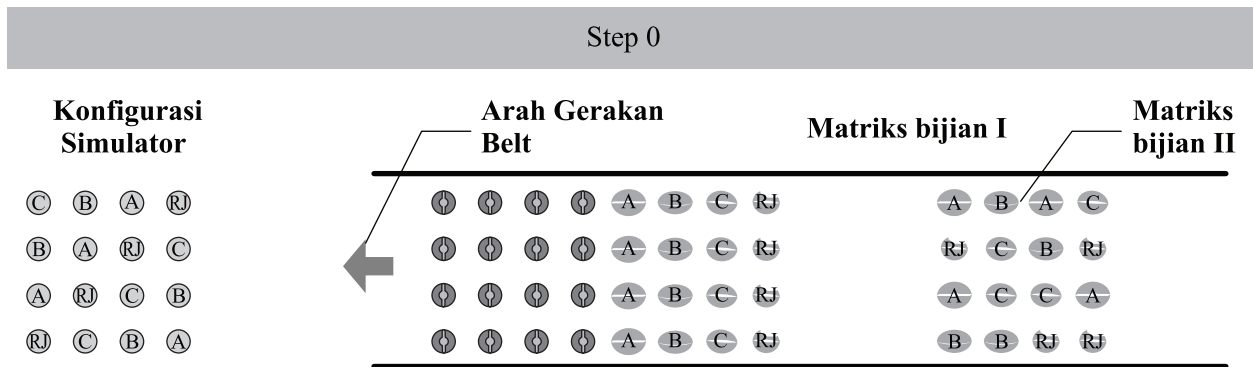 Step 0
Konfigurasi
Simulator
Arah Gerakan
Belt
Matriks bijian I
Matriks
bijian II
C B A RJ A B C RJ A B A C
B A RJ C A B C RJ RJ C B RJ
A RJ C B A B C RJ A C C A
RJ C B A A B C RJ B B RJ RJ